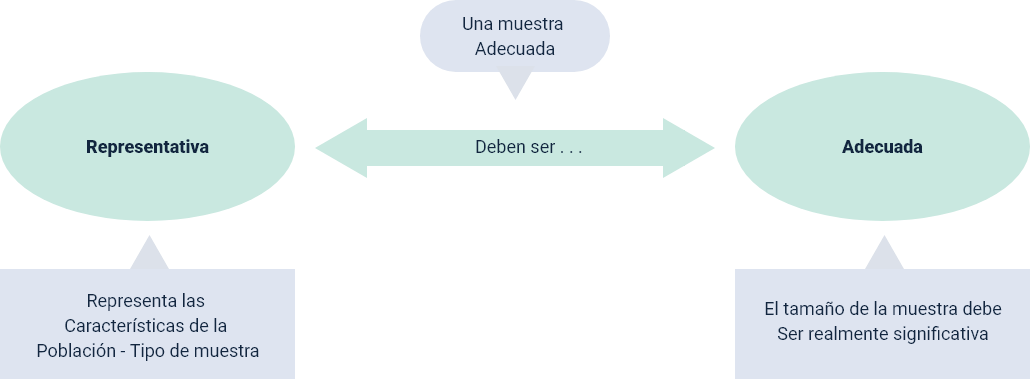 Una muestra
Adecuada
Representativa
Deben ser . . .
Adecuada
Representa las
Características de la
Población - Tipo de muestra
El tamaño de la muestra debe
Ser realmente significativa